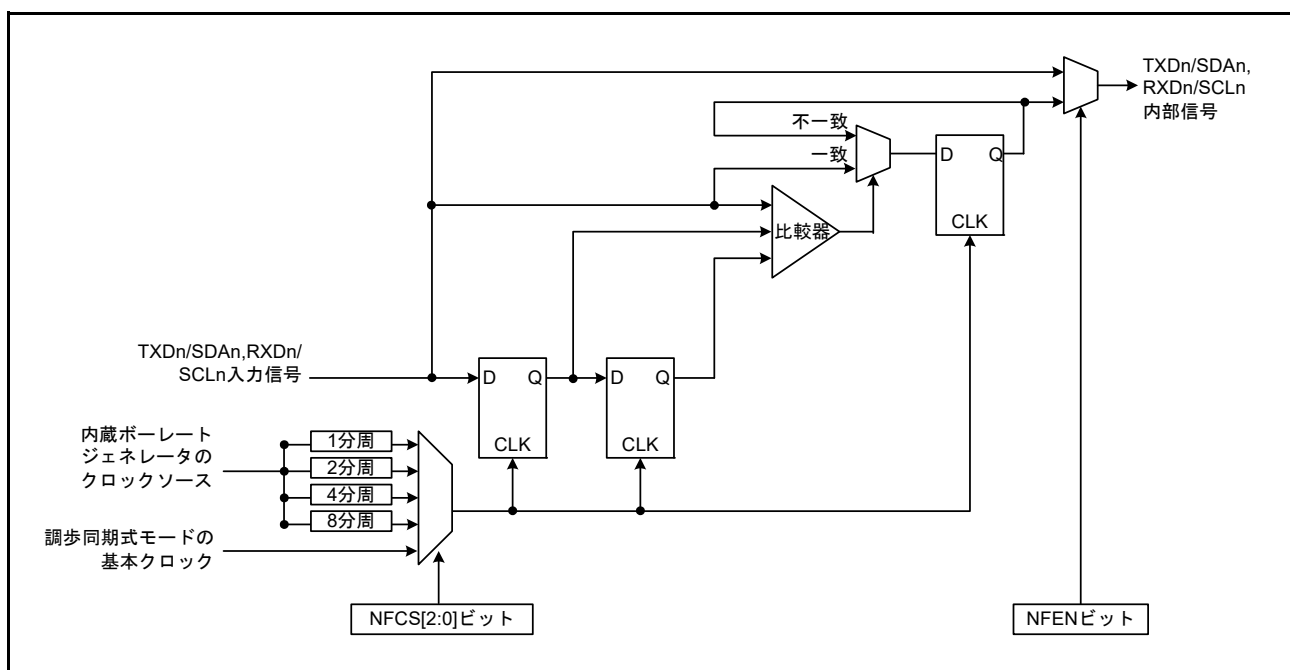 TXDn/SDAn,
RXDn/SCLn
内部信号
不一致
一致
D
Q
CLK
比較器
TXDn/SDAn,RXDn/
SCLn入力信号
D
Q
CLK
D
Q
CLK
内蔵ボーレート
ジェネレータの
クロックソース
1分周
2分周
4分周
8分周
調歩同期式モードの
基本クロック
NFCS[2:0]ビット
NFENビット